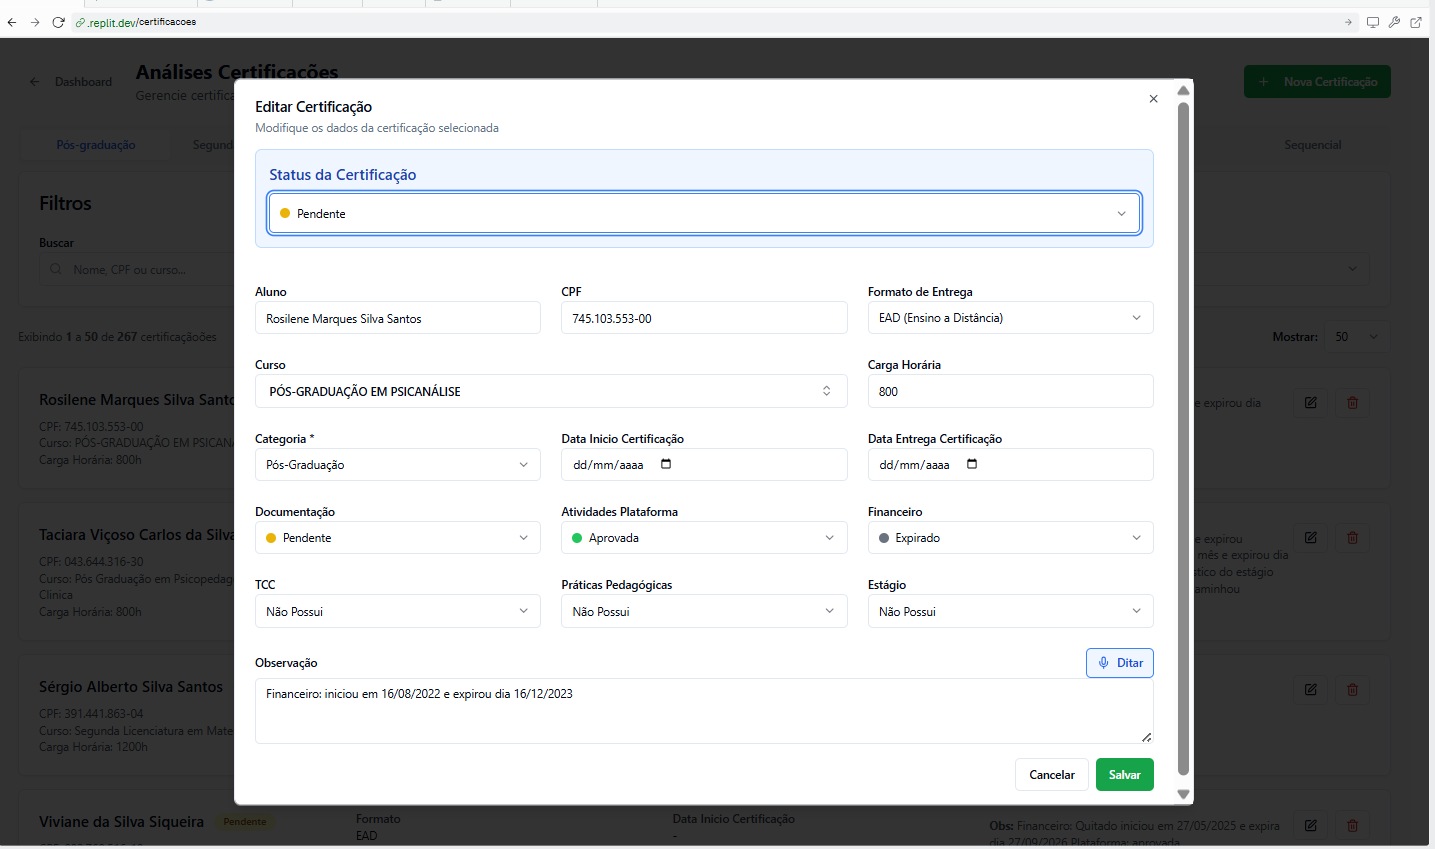 .replit.dev/certificacoes
Dashboard
Análises Certificações
Gerencie certifica
Nova Certificação
Pós-graduação
Segund
Sequencial
Filtros
Buscar
Nome, CPF ou curso...
Exibindo 1 a 50 de 267 certificaçãoões
Mostrar: 50
Editar Certificação
Modifique os dados da certificação selecionada
Status da Certificação
Pendente
Aluno CPF Formato de Entrega
Rosilene Marques Silva Santos 745.103.553-00 EAD (Ensino a Distância)
Curso Carga Horária
PÓS-GRADUAÇÃO EM PSICANÁLISE 800
Categoria * Data Inicio Certificação Data Entrega Certificação
Pós-Graduação dd/mm/aaaa dd/mm/aaaa
Documentação Atividades Plataforma Financeiro
Pendente Aprovada Expirado
TCC Práticas Pedagógicas Estágio
Não Possui Não Possui Não Possui
Observação Ditar
Financeiro: iniciou em 16/08/2022 e expirou dia 16/12/2023
Cancelar Salvar
Rosilene Marques Silva Santo
CPF: 745.103.553-00
Curso: PÓS-GRADUAÇÃO EM PSICAN
Carga Horária: 800h
e expirou dia
Taciara Viçoso Carlos da Silva
CPF: 043.644.316-30
Curso: Pós Graduação em Psicopedag
Clinica
Carga Horária: 800h
e expirou
mês e expirou dia
stico do estágio
aminhou
Sérgio Alberto Silva Santos
CPF: 391.441.863-04
Curso: Segunda Licenciatura em Mate
Carga Horária: 1200h
Viviane da Silva Siqueira Pendente
Formato
EAD
Data Inicio Certificação
-
Obs: Financeiro: Quitado iniciou em 27/05/2025 e expira
dia 27/09/2026 Plataforma: aprovada